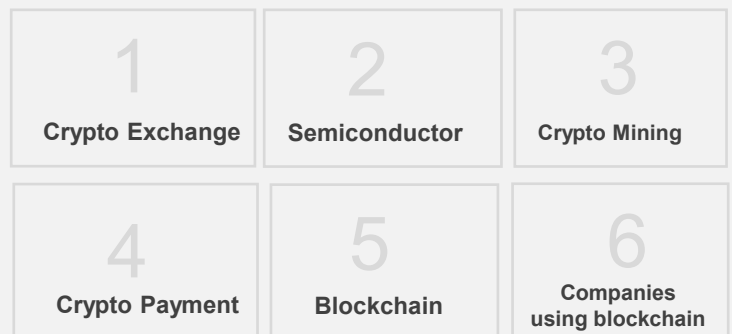 1
Crypto Exchange
2
Semiconductor
3
Crypto Mining
4
Crypto Payment
5
Blockchain
6
Companies
using blockchain